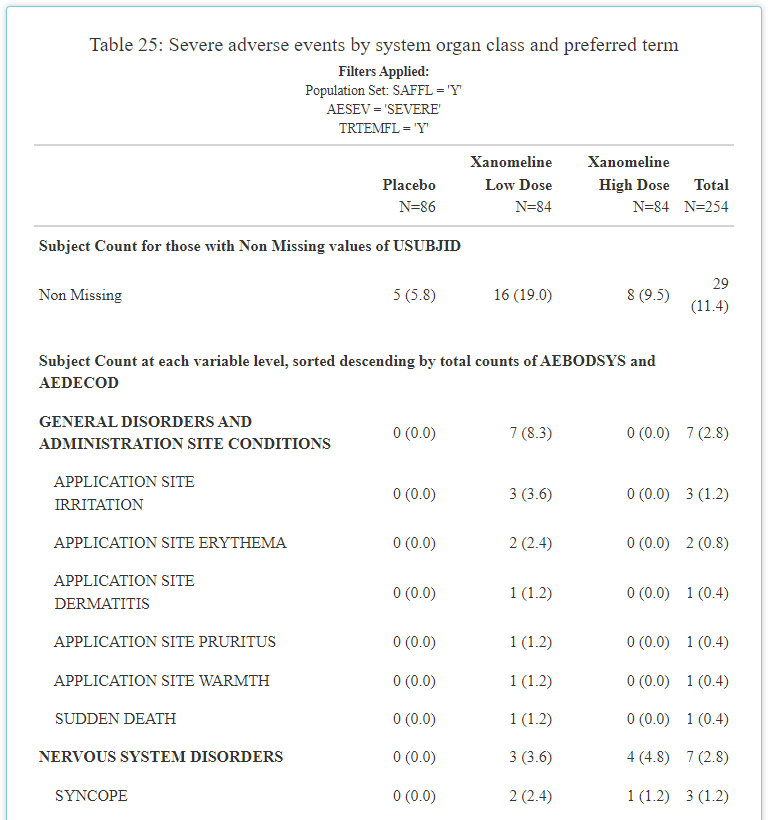 Table 25: Severe adverse events by system organ class and preferred term
Filters Applied:
Population Set: SAFFL = 'Y'
AESEV = 'SEVERE'
TRTEMFL = 'Y'
Xanomeline Xanomeline
Placebo Low Dose High Dose Total
N=86 N=84 N=84 N=254
Subject Count for those with Non Missing values of USUBJID
Non Missing 5 (5.8) 16 (19.0) 8 (9.5) 29
(11.4)
Subject Count at each variable level, sorted descending by total counts of AEBODSYS and
AEDECOD
GENERAL DISORDERS AND
ADMINISTRATION SITE CONDITIONS 0 (0.0) 7 (8.3) 0 (0.0) 7 (2.8)
APPLICATION SITE
IRRITATION 0 (0.0) 3 (3.6) 0 (0.0) 3 (1.2)
APPLICATION SITE ERYTHEMA 0 (0.0) 2 (2.4) 0 (0.0) 2 (0.8)
APPLICATION SITE
DERMATITIS 0 (0.0) 1 (1.2) 0 (0.0) 1 (0.4)
APPLICATION SITE PRURITUS 0 (0.0) 1 (1.2) 0 (0.0) 1 (0.4)
APPLICATION SITE WARMTH 0 (0.0) 1 (1.2) 0 (0.0) 1 (0.4)
SUDDEN DEATH 0 (0.0) 1 (1.2) 0 (0.0) 1 (0.4)
NERVOUS SYSTEM DISORDERS 0 (0.0) 3 (3.6) 4 (4.8) 7 (2.8)
SYNCOPE 0 (0.0) 2 (2.4) 1 (1.2) 3 (1.2)